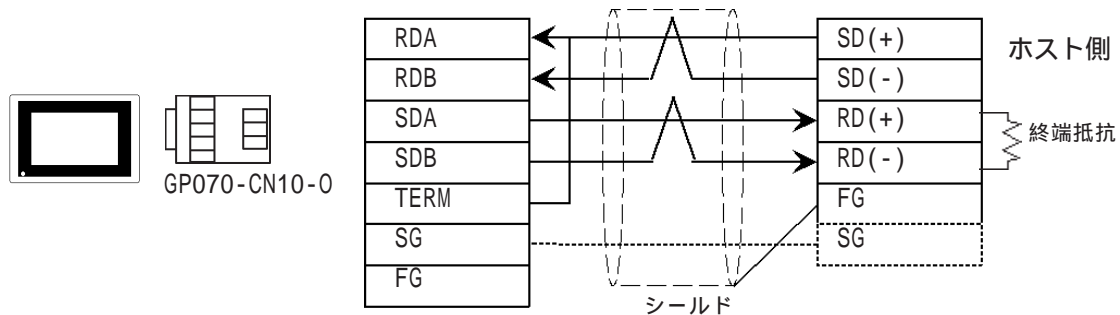 RDA
RDB
SDA
SDB
TERM
SG
FG
SD(+)
SD(-)
RD(+)
RD(-)
FG
SG
ホスト側
終端抵抗
GP070-CN10-O
シールド